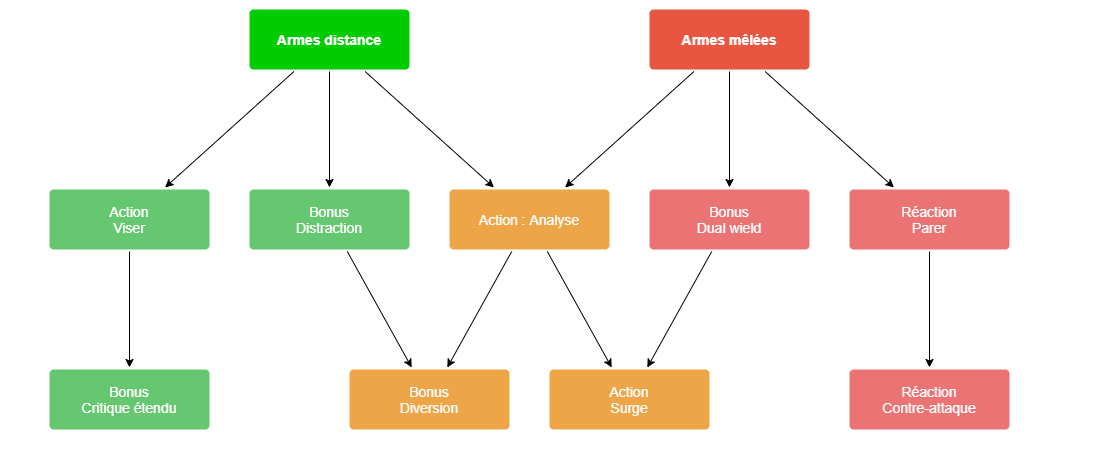 Armes distance
Armes mêlées
Action
Viser
Bonus
Distraction
Action : Analyse
Bonus
Dual wield
Réaction
Parer
Bonus
Critique étendu
Bonus
Diversion
Action
Surge
Réaction
Contre-attaque